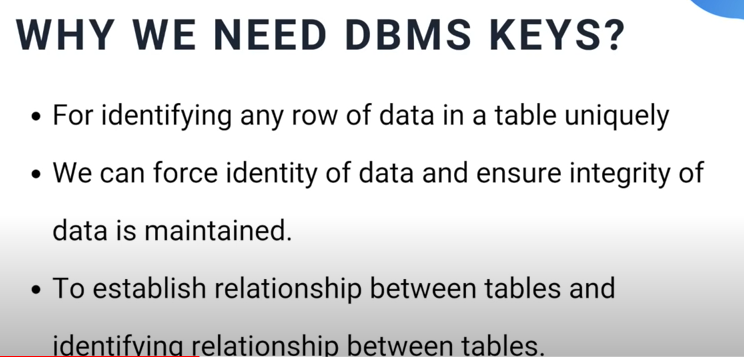 WHY WE NEED DBMS KEYS?
• For identifying any row of data in a table uniquely
• We can force identity of data and ensure integrity of
data is maintained.
• To establish relationship between tables and
identifying relationship between tables.